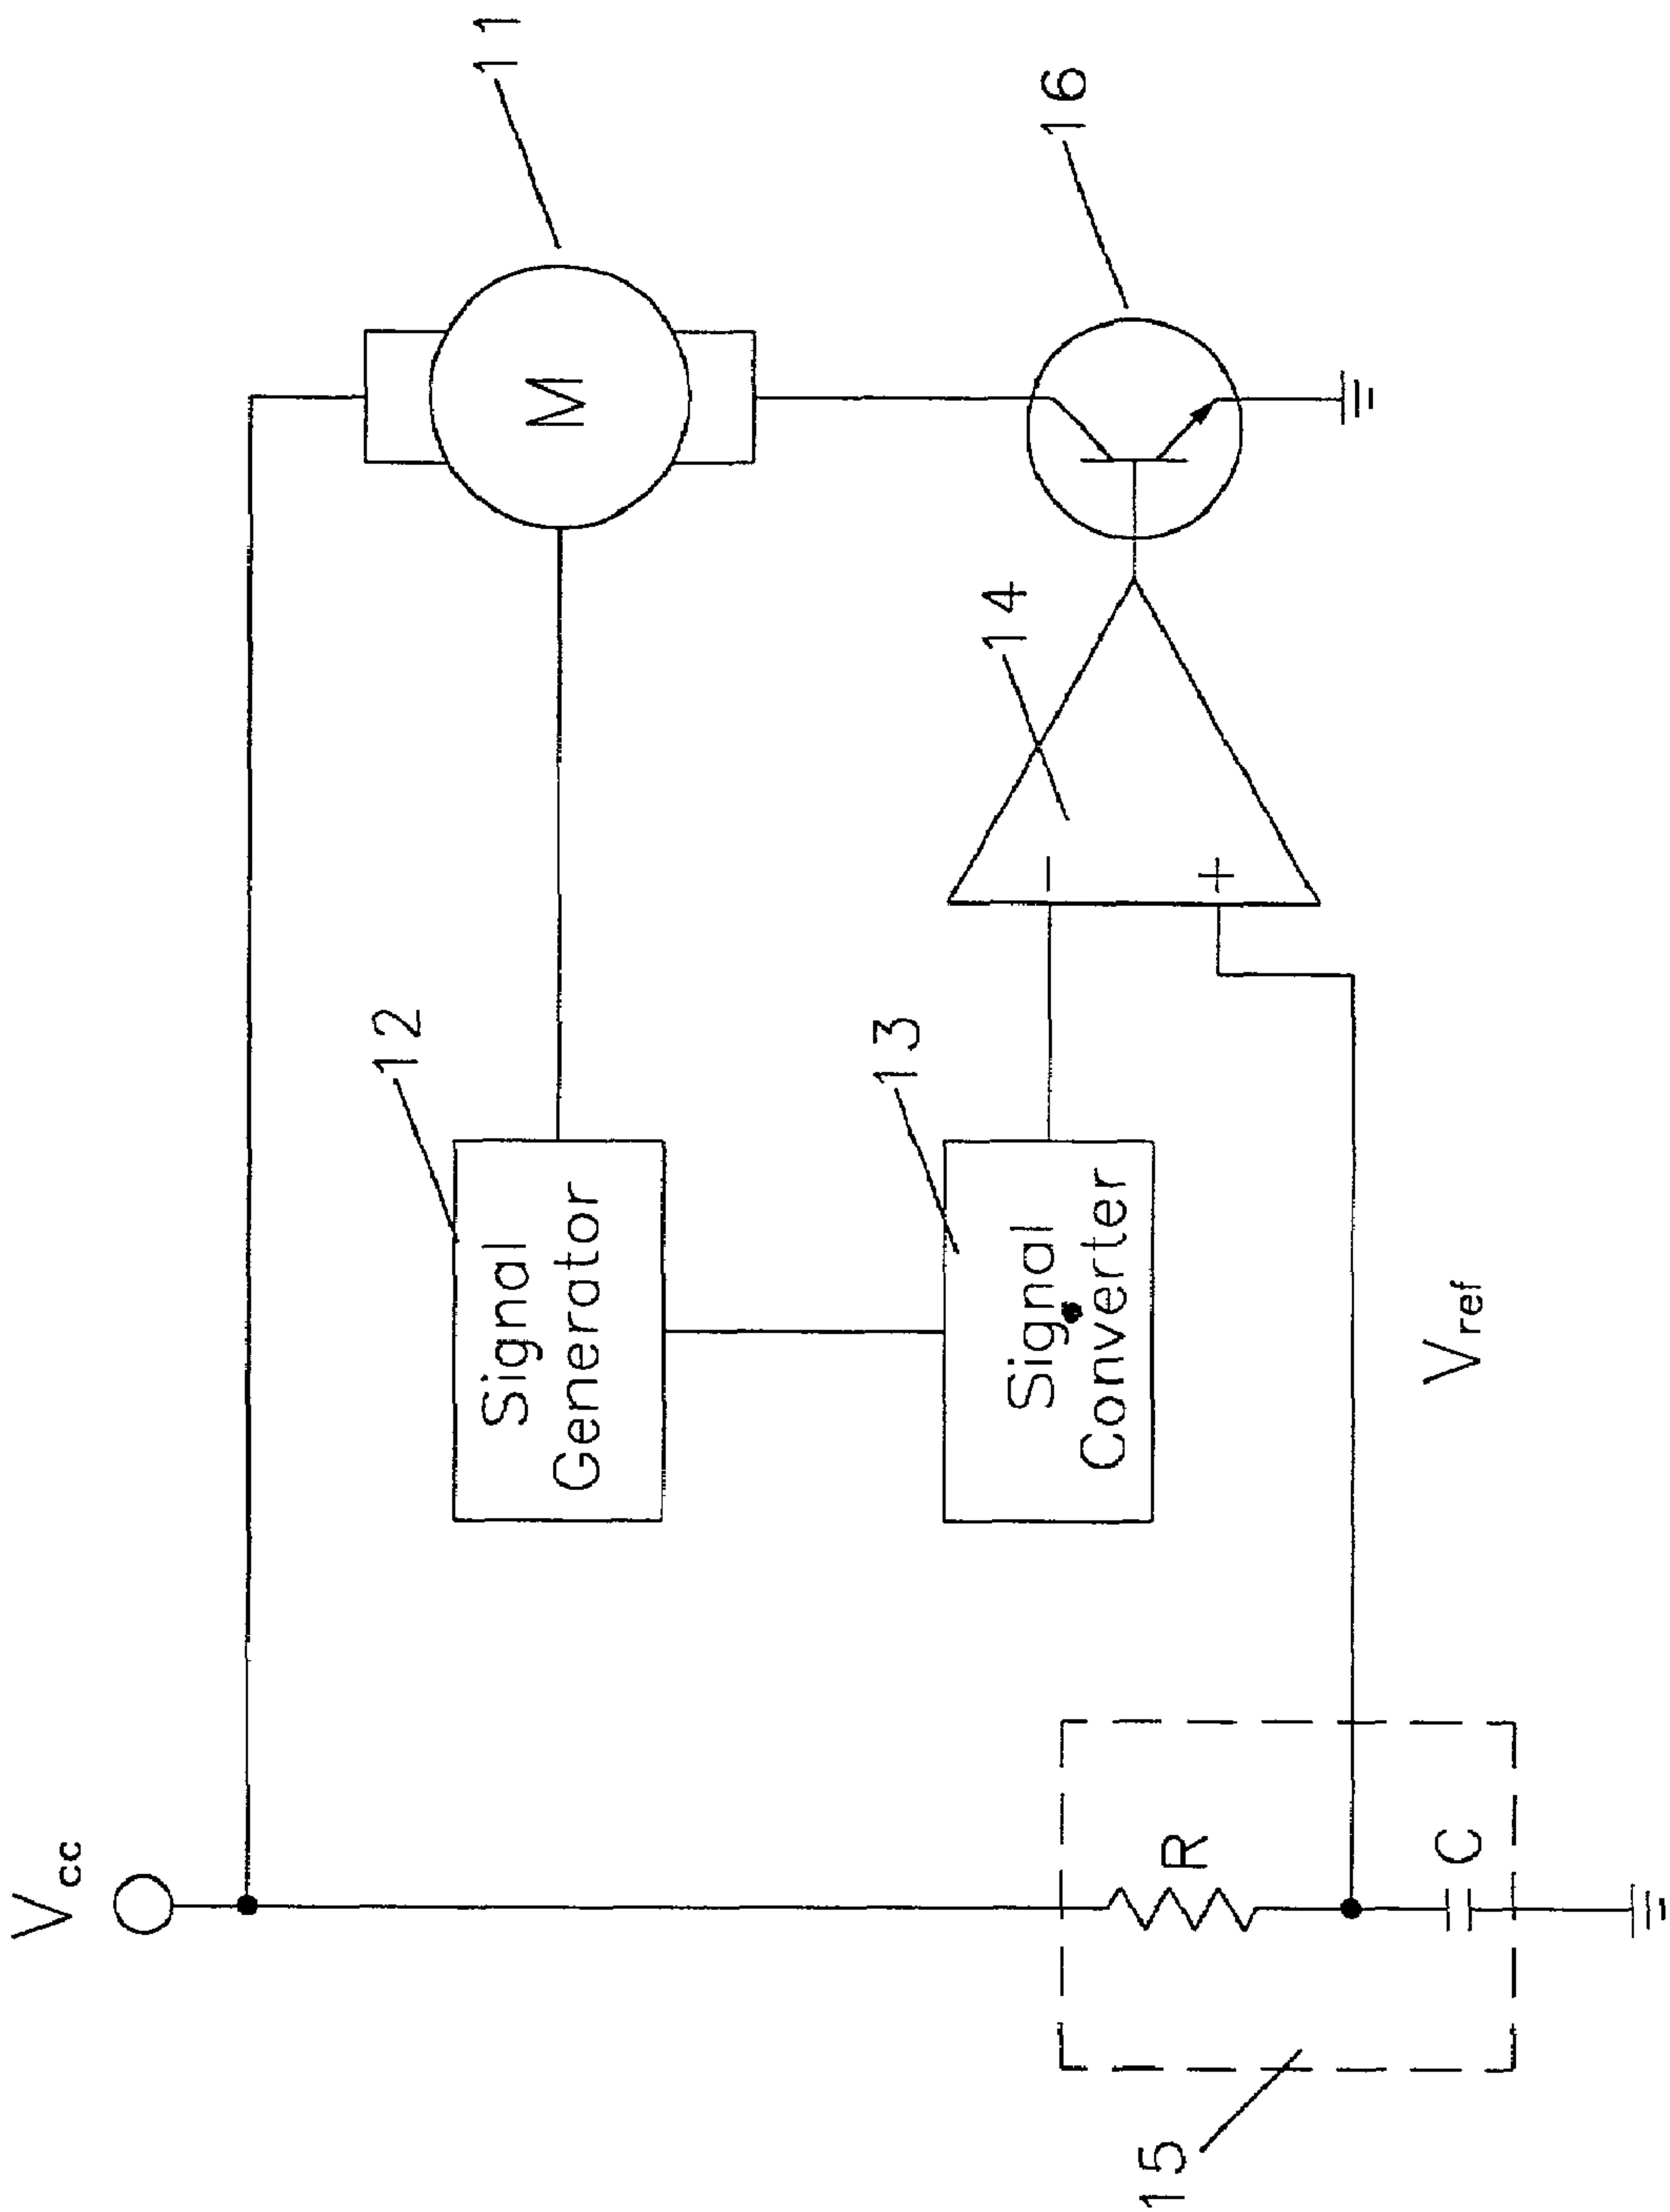 Vcc
11
M
12
Signal
Generator
13
Signal
Converter
14
-
+
16
R
C
Vref
15